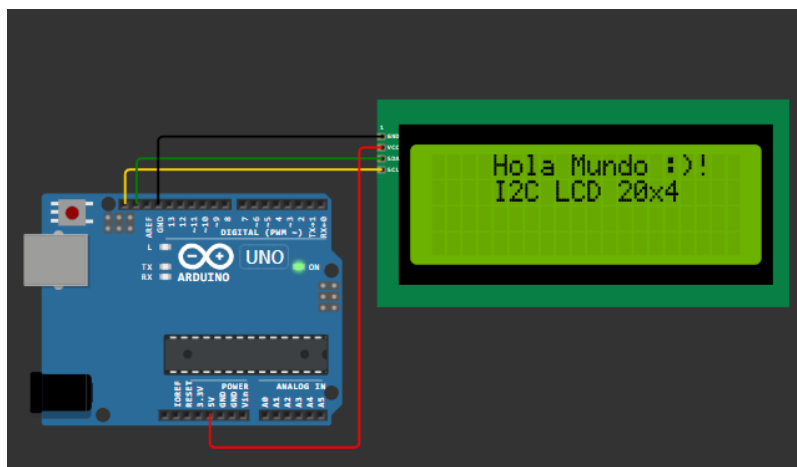 1
GND
VCC
SDA
SCL
Hola Mundo :)!
I2C LCD 20x4
AREF
GND
13
12
~11
~10
~9
8
7
~6
~5
4
~3
2
TX→1
RX←0
DIGITAL (PWM ~)
L
TX
RX
UNO
ON
ARDUINO
IOREF
RESET
3.3V
5V
GND
GND
Vin
POWER
ANALOG IN
A0
A1
A2
A3
A4
A5